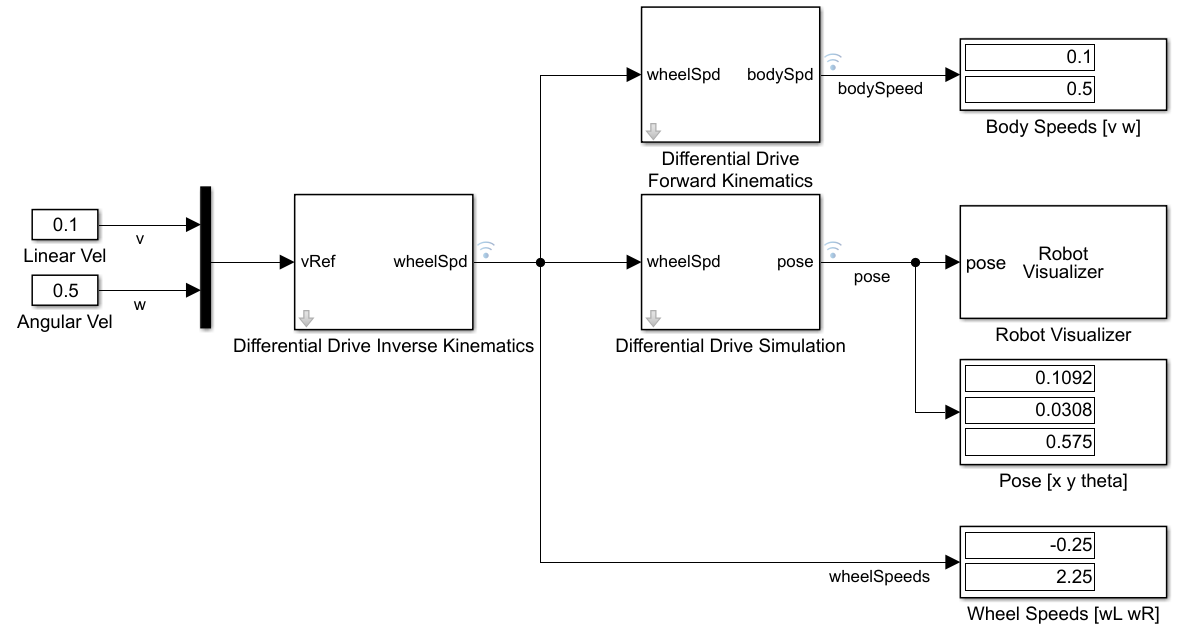 0.1
Linear Vel
v
0.5
Angular Vel
w
vRef
wheelSpd
Differential Drive Inverse Kinematics
wheelSpd
bodySpd
Differential Drive
Forward Kinematics
bodySpeed
0.1
0.5
Body Speeds [v w]
wheelSpd
pose
Differential Drive Simulation
pose
pose
Robot
Visualizer
Robot Visualizer
0.1092
0.0308
0.575
Pose [x y theta]
wheelSpeeds
-0.25
2.25
Wheel Speeds [wL wR]